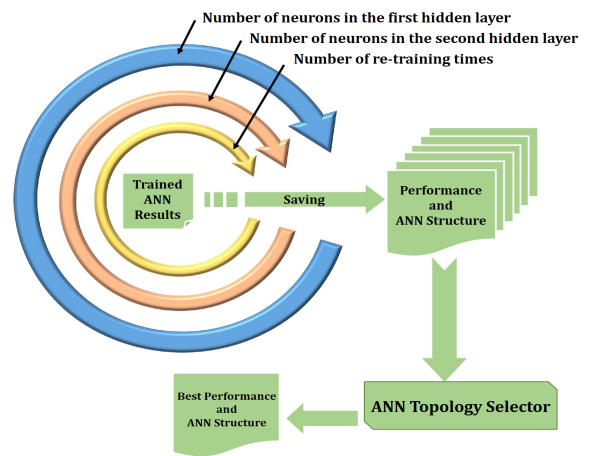 Number of neurons in the first hidden layer
Number of neurons in the second hidden layer
Number of re-training times
Trained
ANN
Results
Saving
Performance
and
ANN Structure
ANN Topology Selector
Best Performance
and
ANN Structure